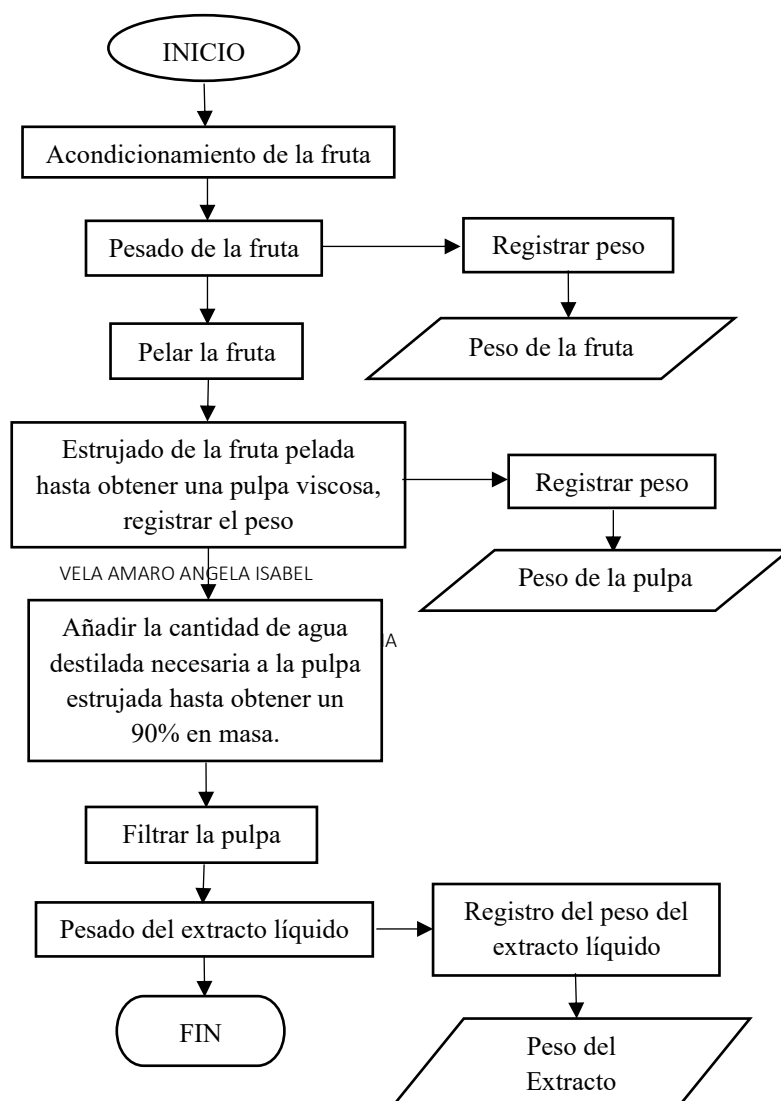 INICIO
Acondicionamiento de la fruta
Pesado de la fruta
Registrar peso
Peso de la fruta
Pelar la fruta
Estrujado de la fruta pelada
hasta obtener una pulpa viscosa,
registrar el peso
Registrar peso
Peso de la pulpa
VELA AMARO ANGELA ISABEL
Añadir la cantidad de agua
destilada necesaria a la pulpa
estrujada hasta obtener un
90% en masa.
Filtrar la pulpa
Pesado del extracto líquido
Registro del peso del
extracto líquido
FIN
Peso del
Extracto